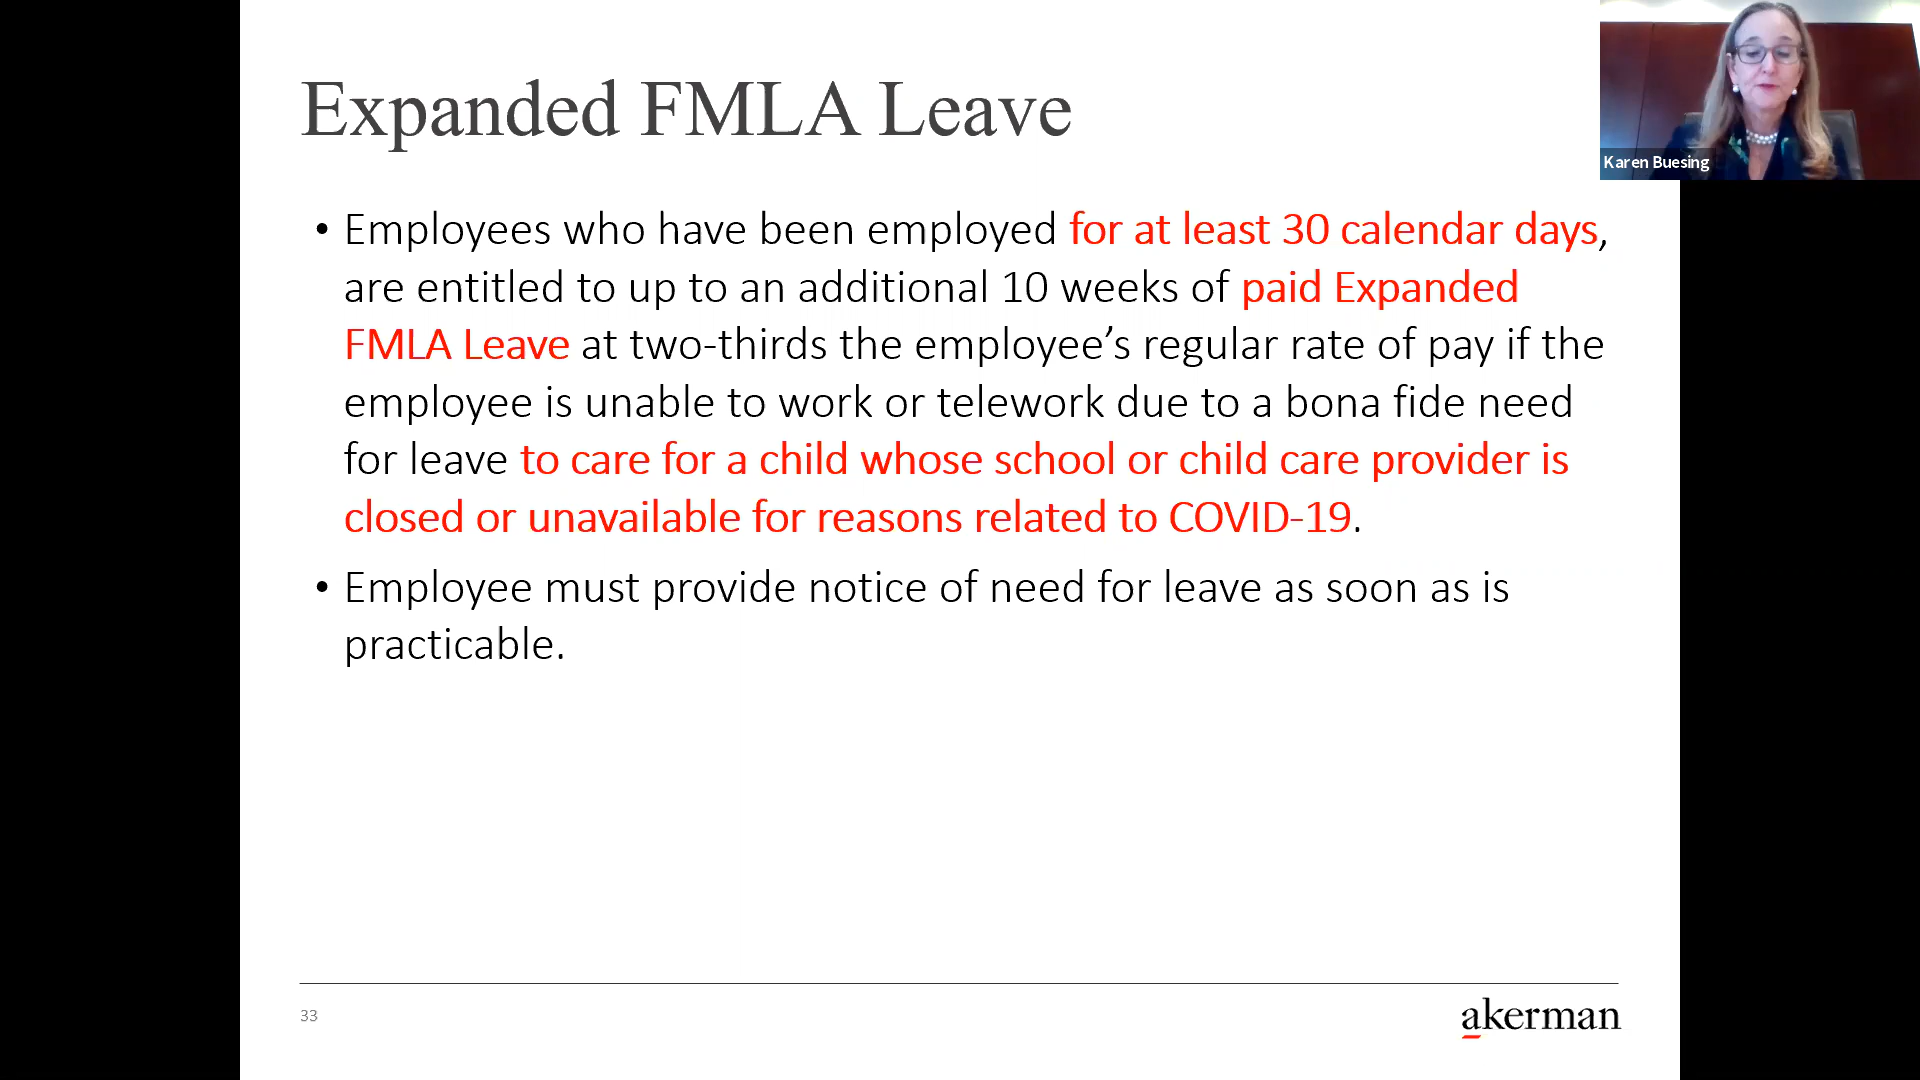 Expanded FMLA Leave
Karen Buesing
• Employees who have been employed for at least 30 calendar days,
are entitled to up to an additional 10 weeks of paid Expanded
FMLA Leave at two-thirds the employee’s regular rate of pay if the
employee is unable to work or telework due to a bona fide need
for leave to care for a child whose school or child care provider is
closed or unavailable for reasons related to COVID-19.
• Employee must provide notice of need for leave as soon as is
practicable.
33
akerman